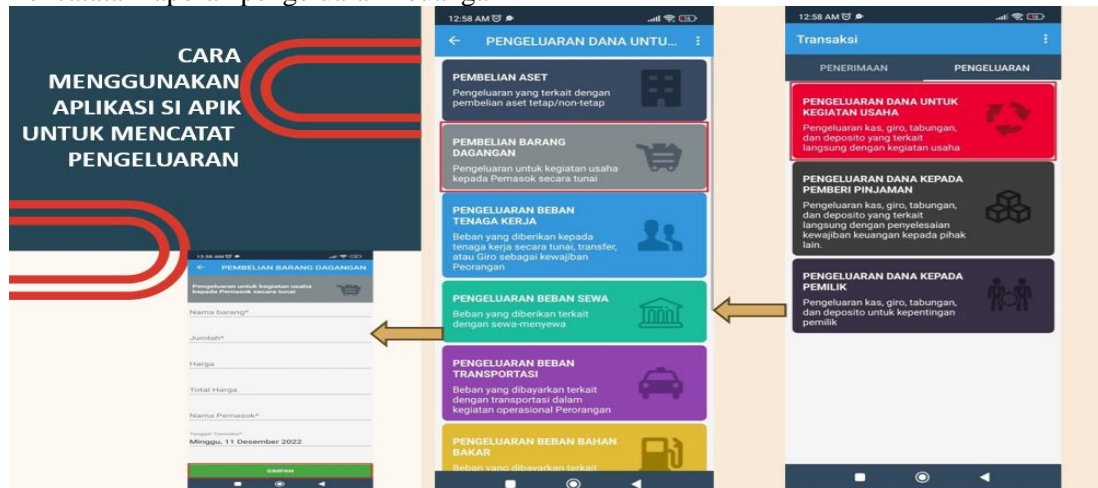 CARA
MENGGUNAKAN
APLIKASI SI APIK
UNTUK MENCATAT
PENGELUARAN
12:58 AM
PEMBELIAN BARANG DAGANGAN
Pengeluaran untuk kegiatan usaha
kepada Pemasok secara tunai
Nama barang*
Jumlah*
Harga
Total Harga
Nama Pemasok*
Tanggal Transaksi*
Minggu, 11 Desember 2022
SIMPAN
12:58 AM
PENGELUARAN DANA UNTU...
PEMBELIAN ASET
Pengeluaran yang terkait dengan
pembelian aset tetap/non-tetap
PEMBELIAN BARANG
DAGANGAN
Pengeluaran untuk kegiatan usaha
kepada Pemasok secara tunai
PENGELUARAN BEBAN
TENAGA KERJA
Beban yang diberikan kepada
tenaga kerja secara tunai, transfer,
atau Giro sebagai kewajiban
Peorangan
PENGELUARAN BEBAN SEWA
Beban yang diberikan terkait
dengan sewa-menyewa
PENGELUARAN BEBAN
TRANSPORTASI
Beban yang dibayarkan terkait
dengan transportasi dalam
kegiatan operasional Perorangan
PENGELUARAN BEBAN BAHAN
BAKAR
Beban yang dibayarkan terkait
12:58 AM
Transaksi
PENERIMAAN PENGELUARAN
PENGELUARAN DANA UNTUK
KEGIATAN USAHA
Pengeluaran kas, giro, tabungan,
dan deposito yang terkait
langsung dengan kegiatan usaha
PENGELUARAN DANA KEPADA
PEMBERI PINJAMAN
Pengeluaran kas, giro, tabungan,
dan deposito yang terkait
langsung dengan penyelesaian
kewajiban keuangan kepada pihak
lain.
PENGELUARAN DANA KEPADA
PEMILIK
Pengeluaran kas, giro, tabungan,
dan deposito untuk kepentingan
pemilik